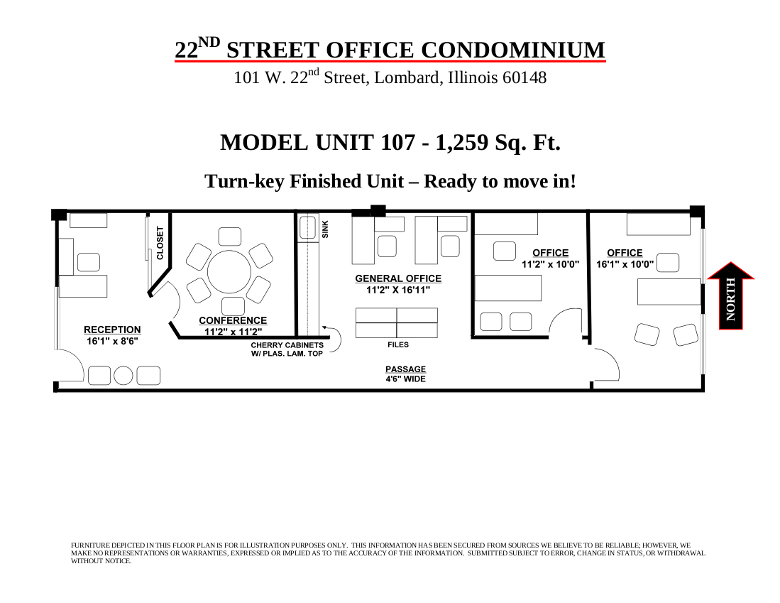 22ND STREET OFFICE CONDOMINIUM
101 W. 22nd Street, Lombard, Illinois 60148
MODEL UNIT 107 - 1,259 Sq. Ft.
Turn-key Finished Unit – Ready to move in!
CLOSET
SINK
RECEPTION
16'1" x 8'6"
CONFERENCE
11'2" x 11'2"
CHERRY CABINETS
W/ PLAS. LAM. TOP
GENERAL OFFICE
11'2" X 16'11"
FILES
PASSAGE
4'6" WIDE
OFFICE
11'2" x 10'0"
OFFICE
16'1" x 10'0"
NORTH
FURNITURE DEPICTED IN THIS FLOOR PLAN IS FOR ILLUSTRATION PURPOSES ONLY. THIS INFORMATION HAS BEEN SECURED FROM SOURCES WE BELIEVE TO BE RELIABLE; HOWEVER, WE
MAKE NO REPRESENTATIONS OR WARRANTIES, EXPRESSED OR IMPLIED AS TO THE ACCURACY OF THE INFORMATION. SUBMITTED SUBJECT TO ERROR, CHANGE IN STATUS, OR WITHDRAWAL
WITHOUT NOTICE.